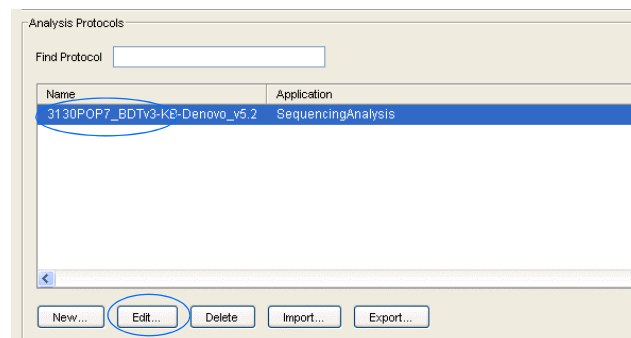 Analysis Protocols
Find Protocol
Name Application
3130POP7_BDTv3-KB-Denovo_v5.2 SequencingAnalysis
New... Edit... Delete Import... Export...